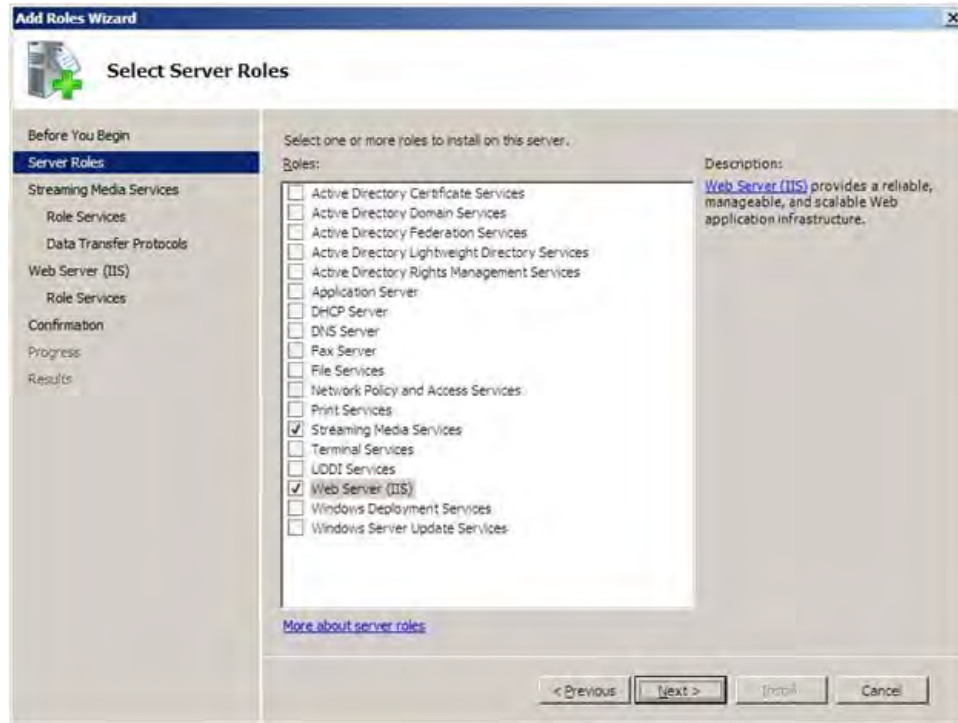 Add Roles Wizard
Select Server Roles
Before You Begin
Server Roles
Streaming Media Services
Role Services
Data Transfer Protocols
Web Server (IIS)
Role Services
Confirmation
Progress
Results
Select one or more roles to install on this server.
Roles:
Active Directory Certificate Services
Active Directory Domain Services
Active Directory Federation Services
Active Directory Lightweight Directory Services
Active Directory Rights Management Services
Application Server
DHCP Server
DNS Server
Fax Server
File Services
Network Policy and Access Services
Print Services
Streaming Media Services
Terminal Services
UDDI Services
Web Server (IIS)
Windows Deployment Services
Windows Server Update Services
More about server roles
Description:
Web Server (IIS) provides a reliable,
manageable, and scalable Web
application infrastructure.
< Previous
Next >
Install
Cancel